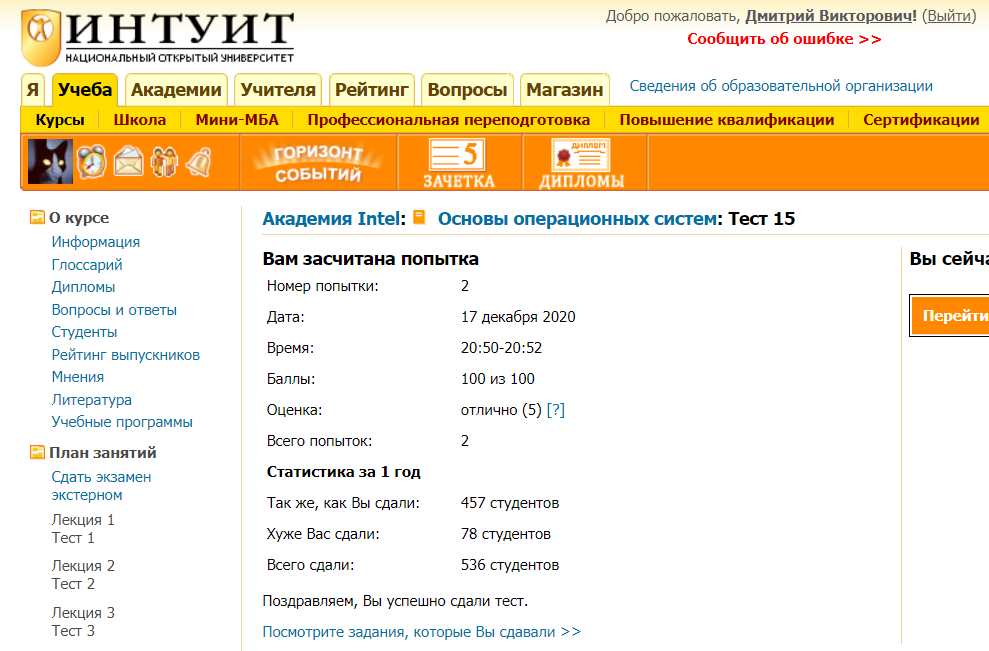 ИНТУИТ
НАЦИОНАЛЬНЫЙ ОТКРЫТЫЙ УНИВЕРСИТЕТ
Добро пожаловать, Дмитрий Викторович! (Выйти)
Сообщить об ошибке >>
Я Учеба Академии Учителя Рейтинг Вопросы Магазин Сведения об образовательной организации
Курсы Школа Мини-МБА Профессиональная переподготовка Повышение квалификации Сертификации
ГОРИЗОНТ
СОБЫТИЙ
5
ЗАЧЕТКА
ДИПЛОМ
ДИПЛОМЫ
О курсе
Информация
Глоссарий
Дипломы
Вопросы и ответы
Студенты
Рейтинг выпускников
Мнения
Литература
Учебные программы
План занятий
Сдать экзамен
экстерном
Лекция 1
Тест 1
Лекция 2
Тест 2
Лекция 3
Тест 3
Академия Intel: Основы операционных систем: Тест 15
Вам засчитана попытка
Номер попытки: 2
Дата: 17 декабря 2020
Время: 20:50-20:52
Баллы: 100 из 100
Оценка: отлично (5) [?]
Всего попыток: 2
Статистика за 1 год
Так же, как Вы сдали: 457 студентов
Хуже Вас сдали: 78 студентов
Всего сдали: 536 студентов
Поздравляем, Вы успешно сдали тест.
Посмотрите задания, которые Вы сдавали >>
Вы сейча
Перейти